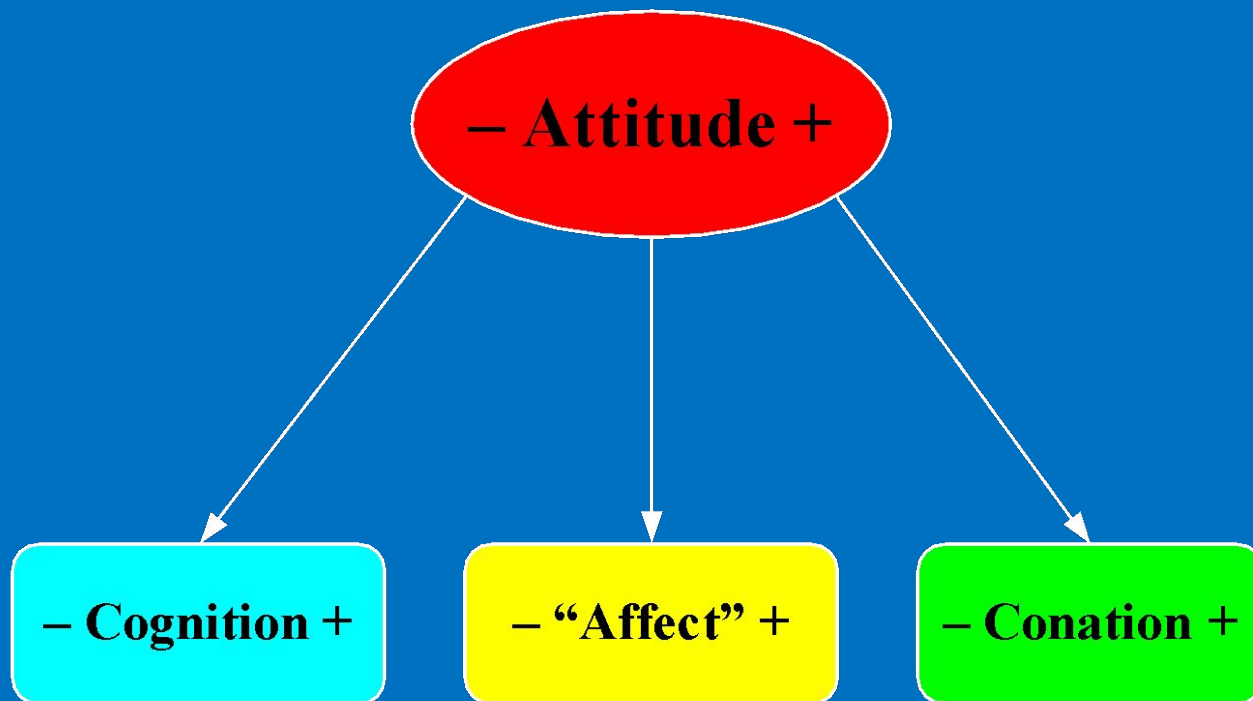 – Attitude +
– Cognition +
– “Affect” +
– Conation +